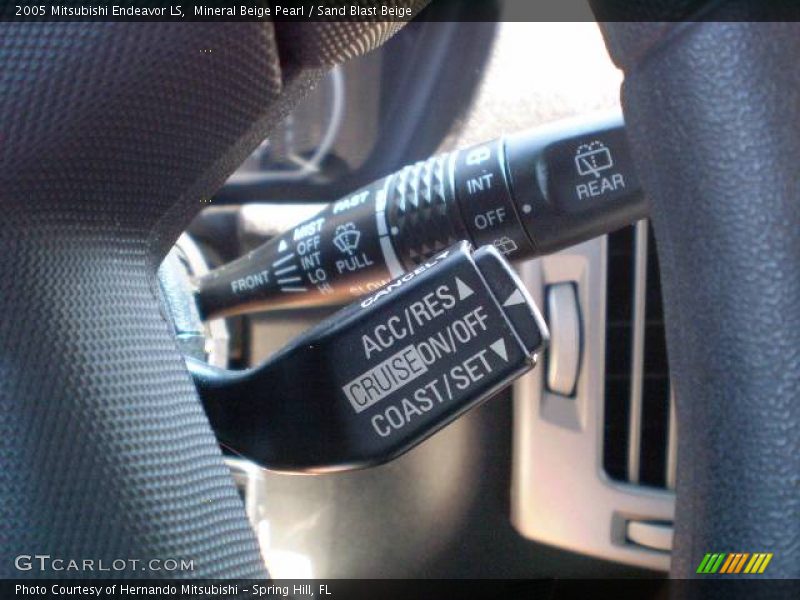 2005 Mitsubishi Endeavor LS,  Mineral Beige Pearl / Sand Blast Beige
REAR
INT
OFF
FAST
MIST
OFF
INT
LO
HI
PULL
FRONT
CANCEL
ACC/RES
CRUISE ON/OFF
COAST/SET
GTCARLOT.COM
Photo Courtesy of Hernando Mitsubishi - Spring Hill, FL